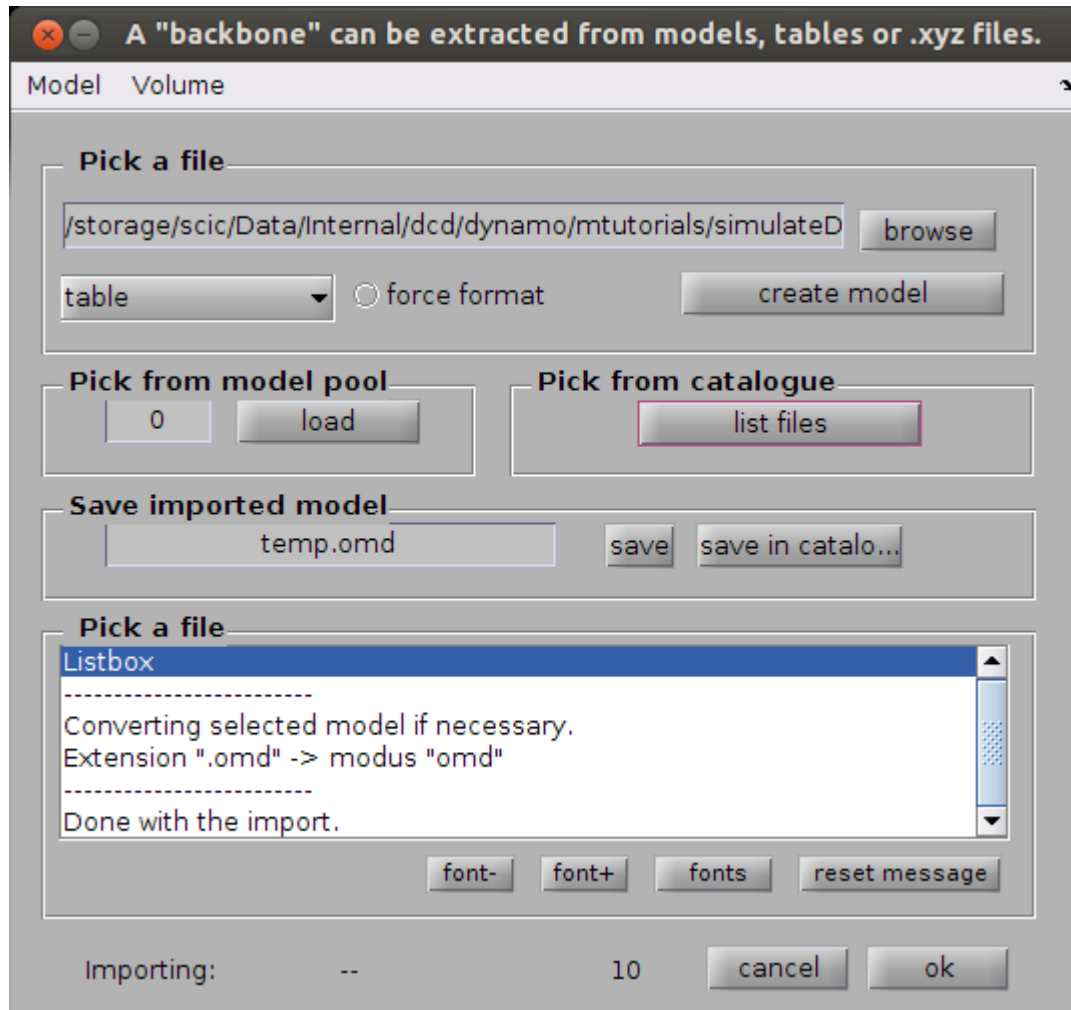 A "backbone" can be extracted from models, tables or .xyz files.
Model Volume
Pick a file
/storage/scic/Data/Internal/dcd/dynamo/mtutorials/simulateD browse
table force format create model
Pick from model pool Pick from catalogue
0 load list files
Save imported model
temp.omd save save in catalo...
Pick a file
Listbox
-------------------------
Converting selected model if necessary.
Extension ".omd" -> modus "omd"
-------------------------
Done with the import.
font- font+ fonts reset message
Importing: -- 10 cancel ok